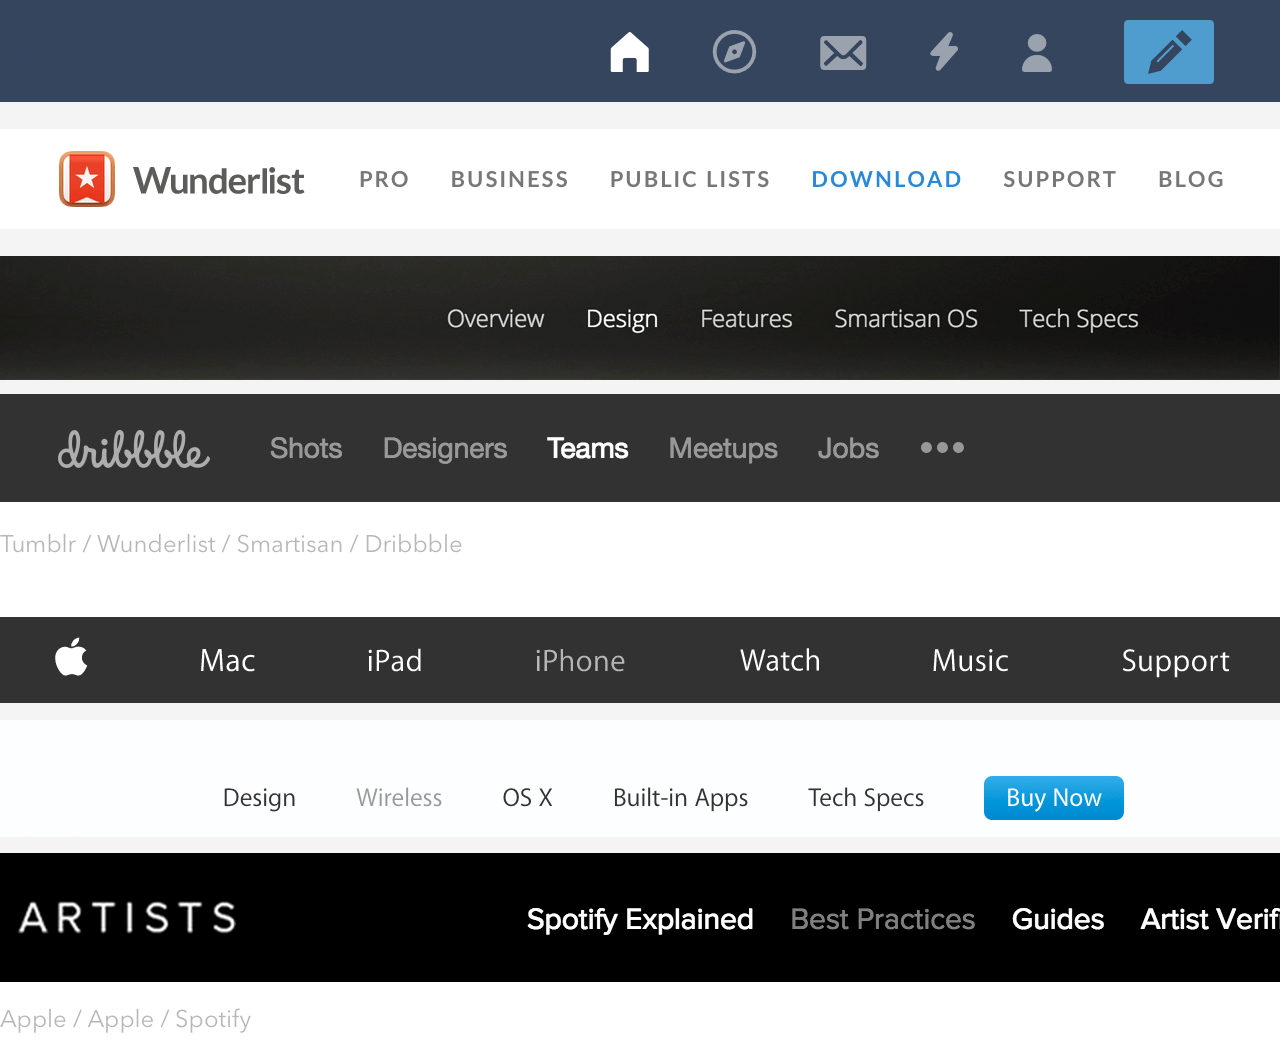 Wunderlist PRO BUSINESS PUBLIC LISTS DOWNLOAD SUPPORT BLOG
Overview Design Features Smartisan OS Tech Specs
dribbble Shots Designers Teams Meetups Jobs •••
Tumblr / Wunderlist / Smartisan / Dribbble
Mac iPad iPhone Watch Music Support
Design Wireless OS X Built-in Apps Tech Specs Buy Now
ARTISTS Spotify Explained Best Practices Guides Artist Verifi
Apple / Apple / Spotify